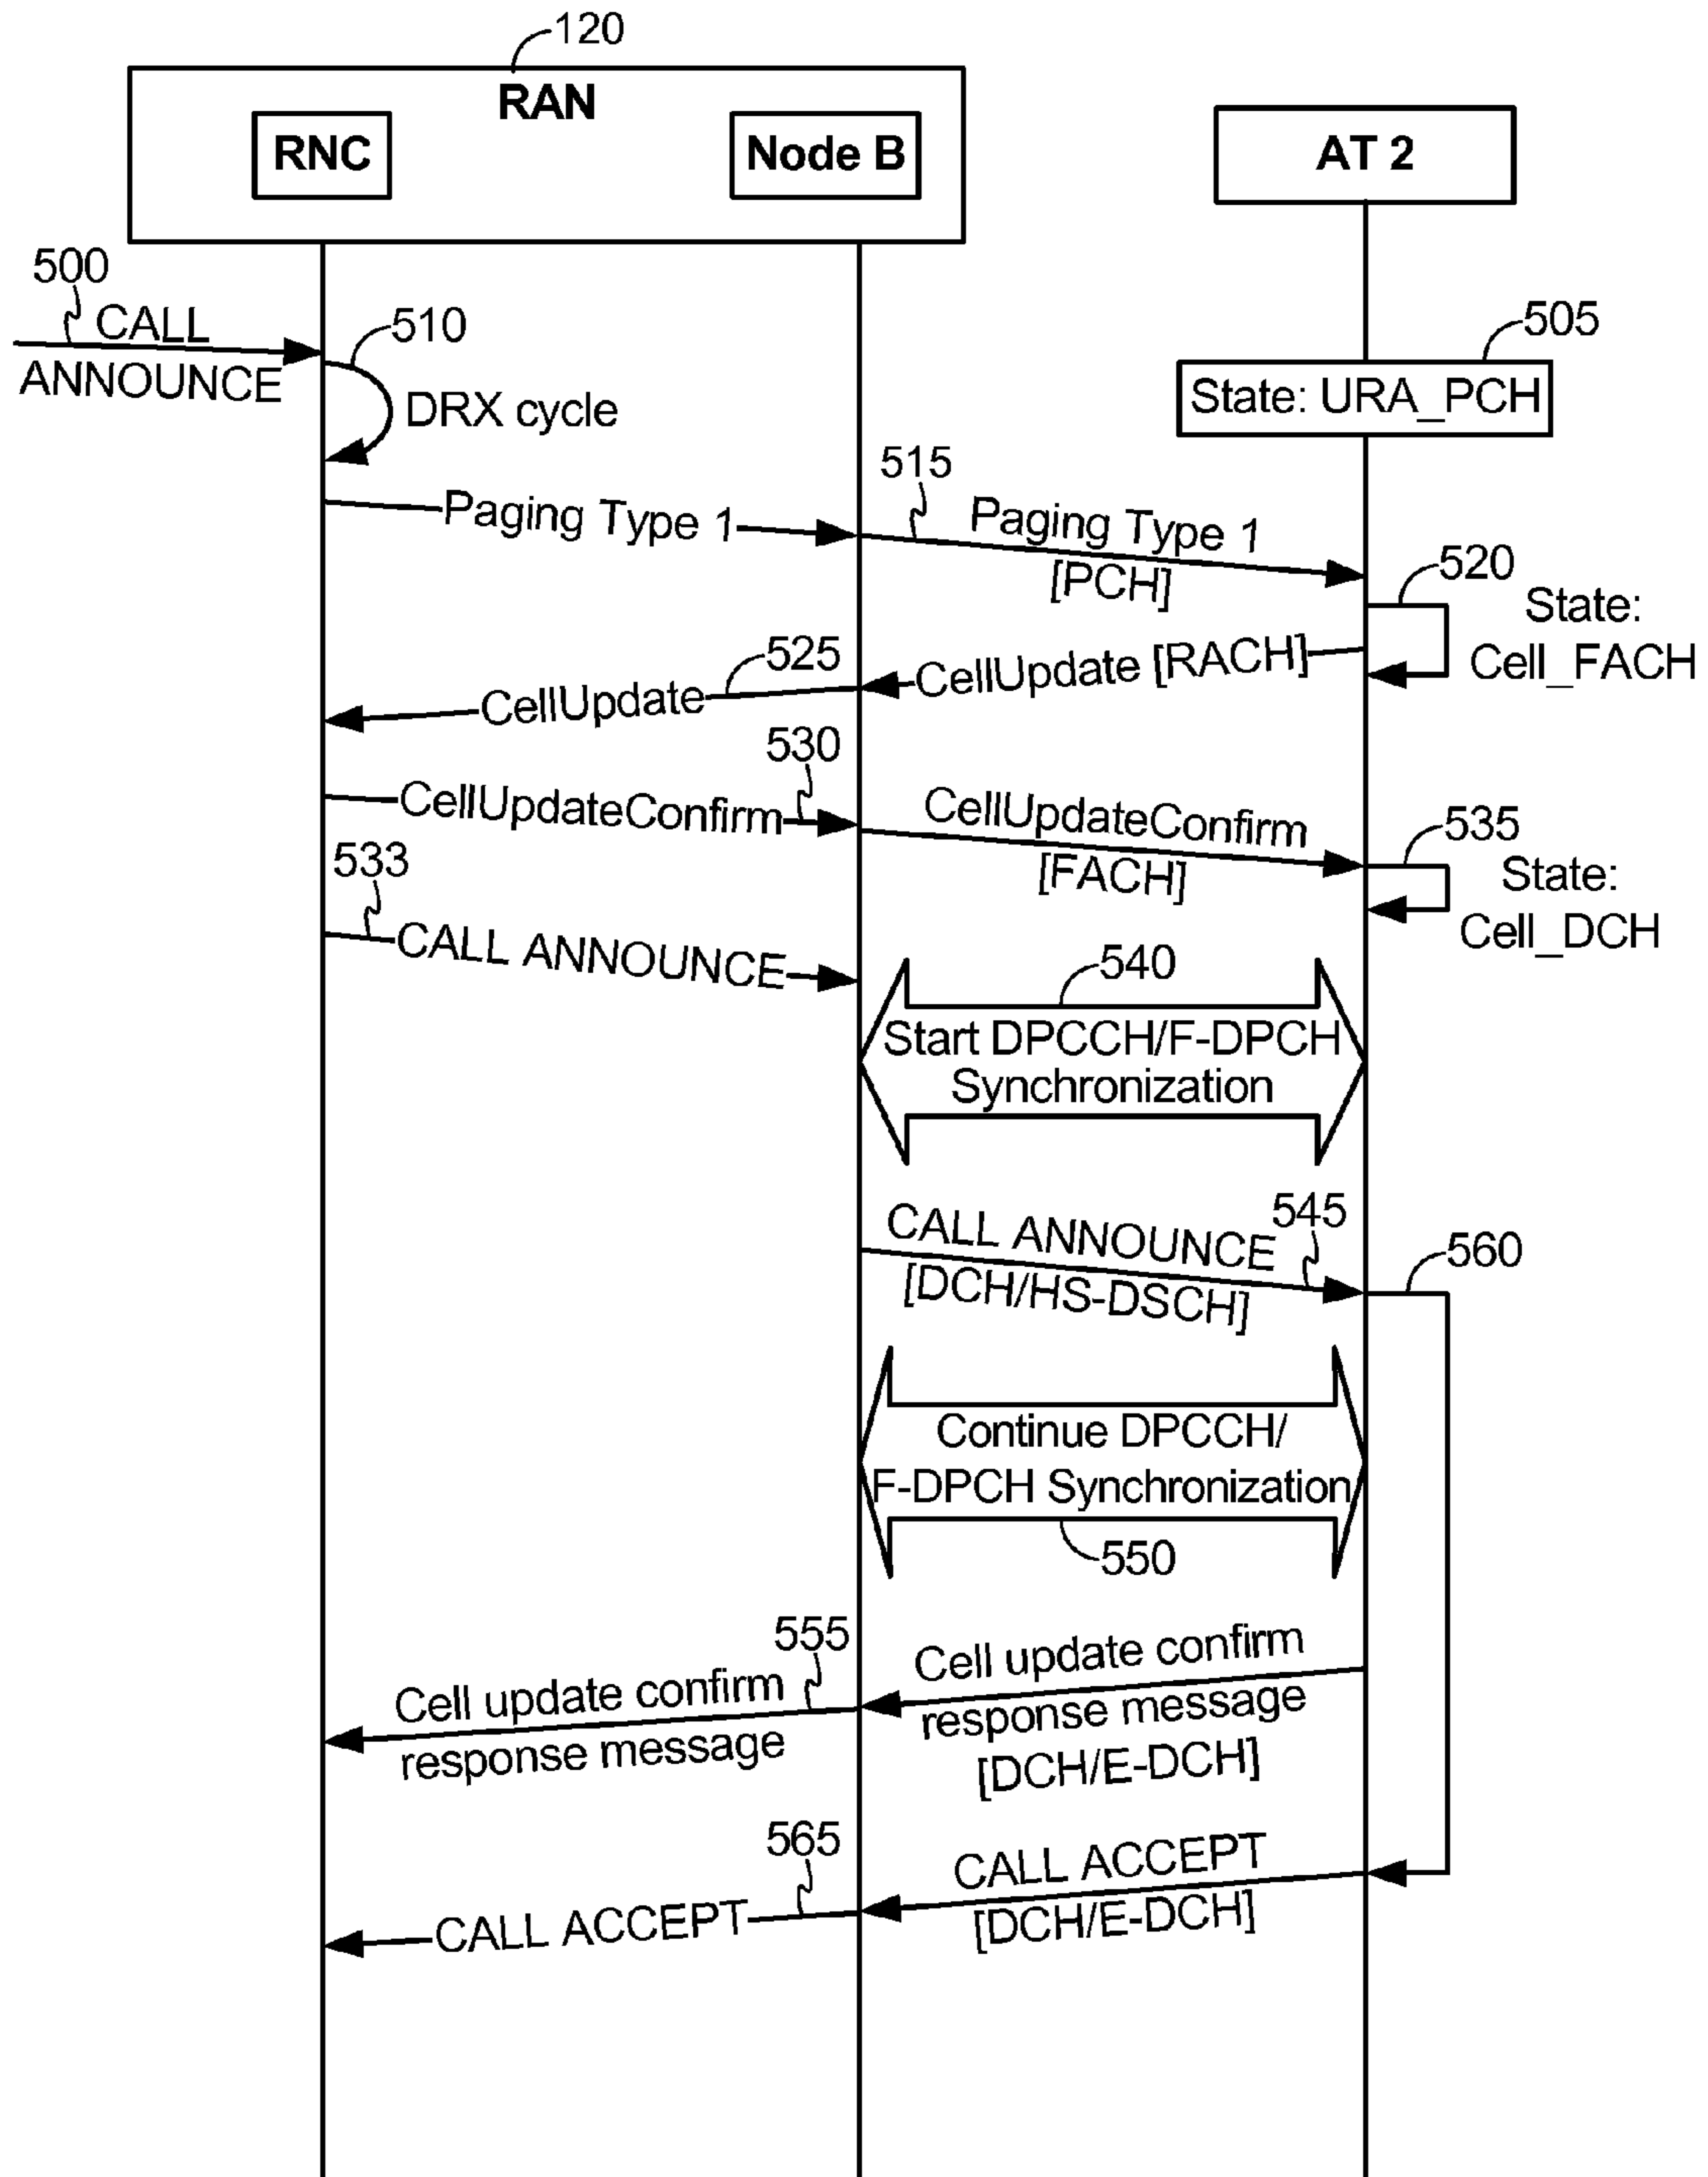 120
RAN
RNC
Node B
AT 2
500
CALL
ANNOUNCE
510
DRX cycle
505
State: URA_PCH
Paging Type 1
515
Paging Type 1
[PCH]
520
State:
Cell_FACH
CellUpdate [RACH]
525
CellUpdate
530
CellUpdateConfirm
CellUpdateConfirm
[FACH]
535
State:
Cell_DCH
533
CALL ANNOUNCE
540
Start DPCCH/F-DPCH
Synchronization
CALL ANNOUNCE
545
[DCH/HS-DSCH]
560
Continue DPCCH/
F-DPCH Synchronization
550
555
Cell update confirm
response message
Cell update confirm
response message
[DCH/E-DCH]
565
CALL ACCEPT
CALL ACCEPT
[DCH/E-DCH]